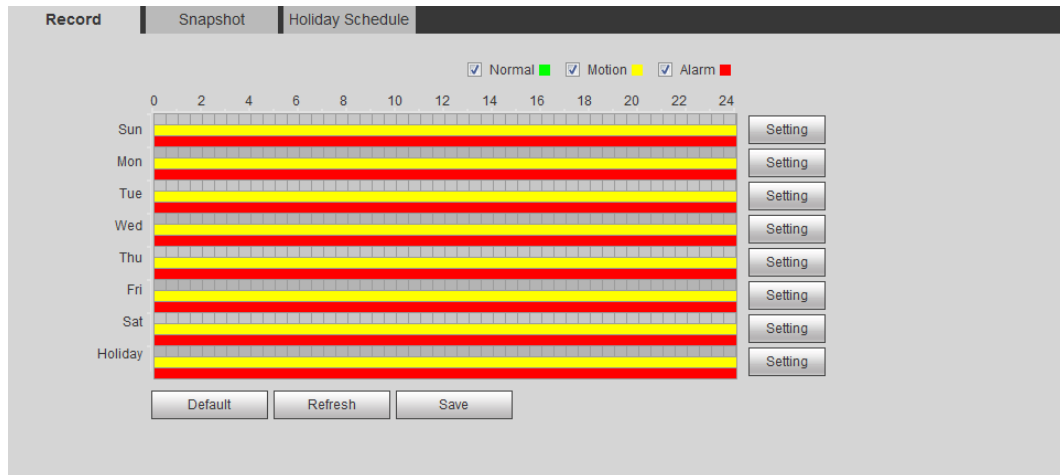 Record Snapshot Holiday Schedule
Normal Motion Alarm
0 2 4 6 8 10 12 14 16 18 20 22 24
Sun Setting
Mon Setting
Tue Setting
Wed Setting
Thu Setting
Fri Setting
Sat Setting
Holiday Setting
Default Refresh Save